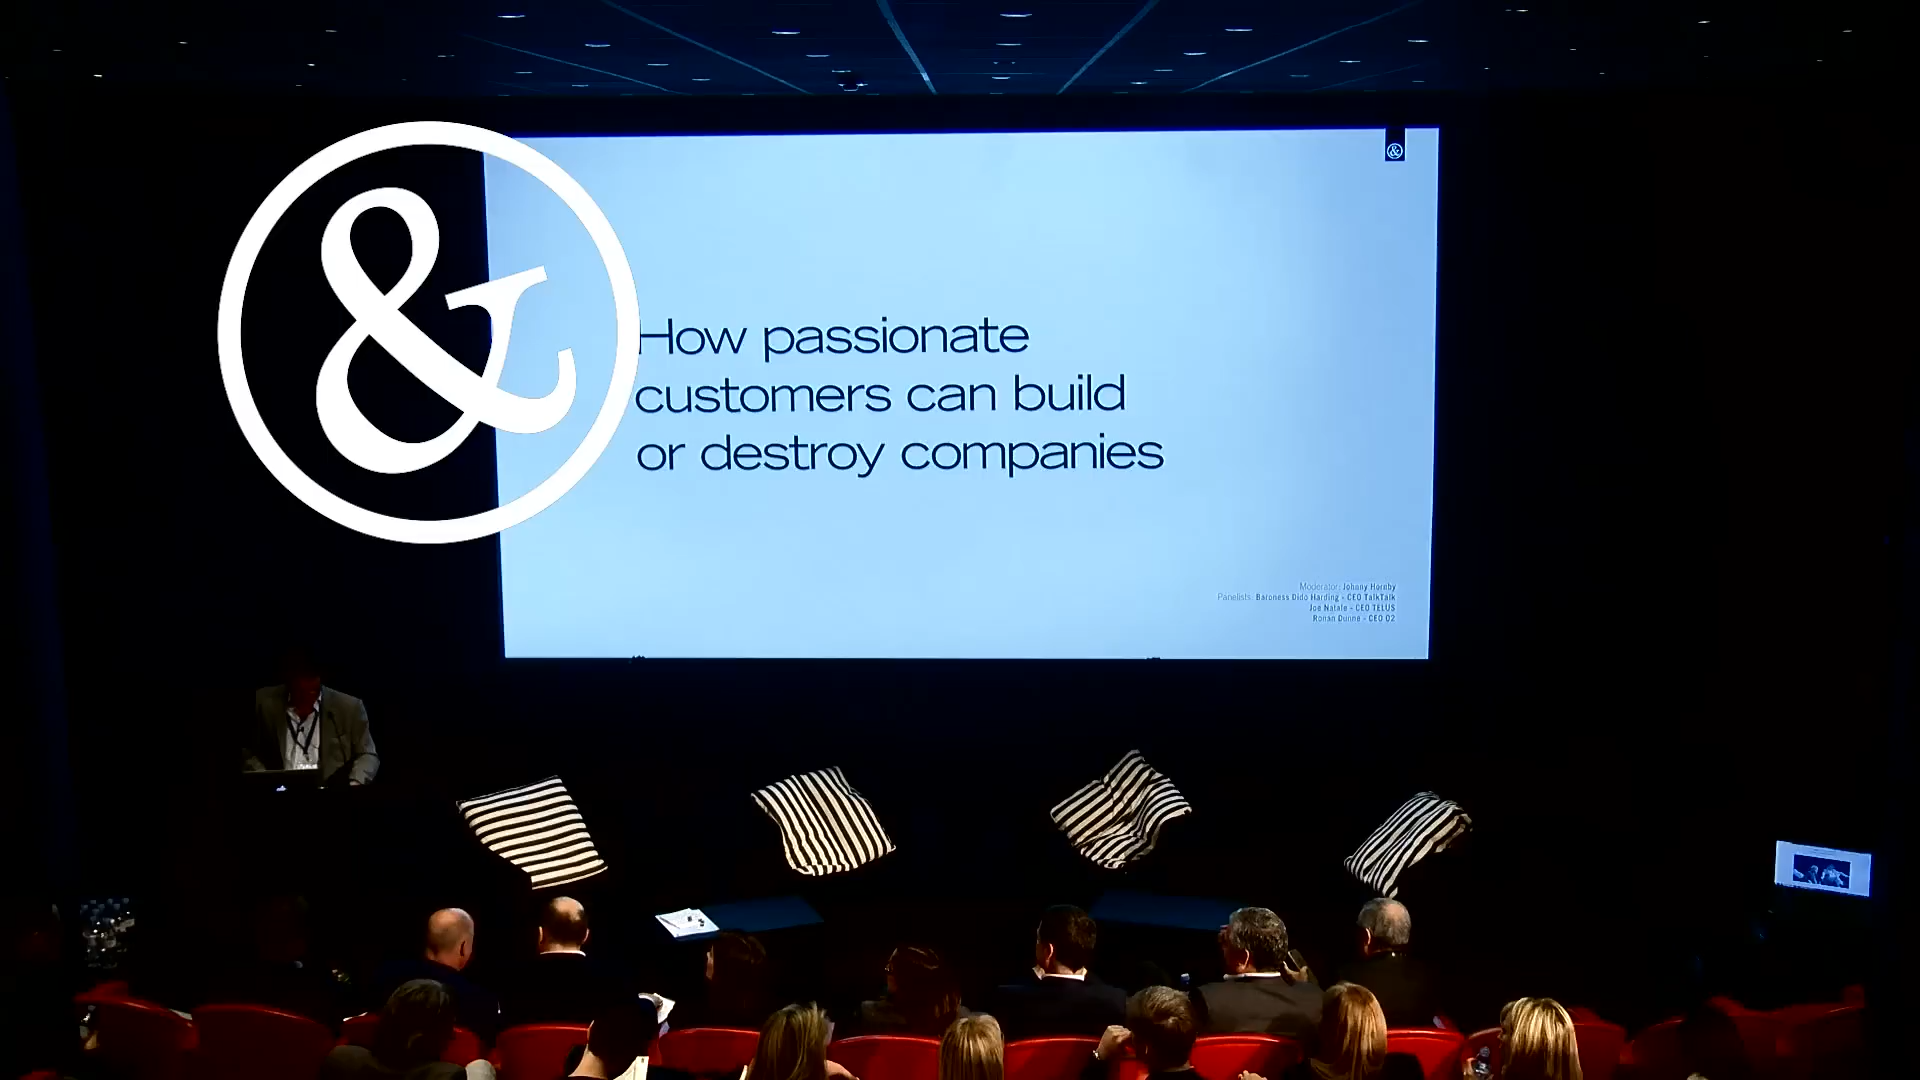 &
&
How passionate
customers can build
or destroy companies
Moderator: Johnny Hornby
Panelists: Baroness Dido Harding - CEO TalkTalk
Joe Natale - CEO TELUS
Ronan Dunne - CEO O2